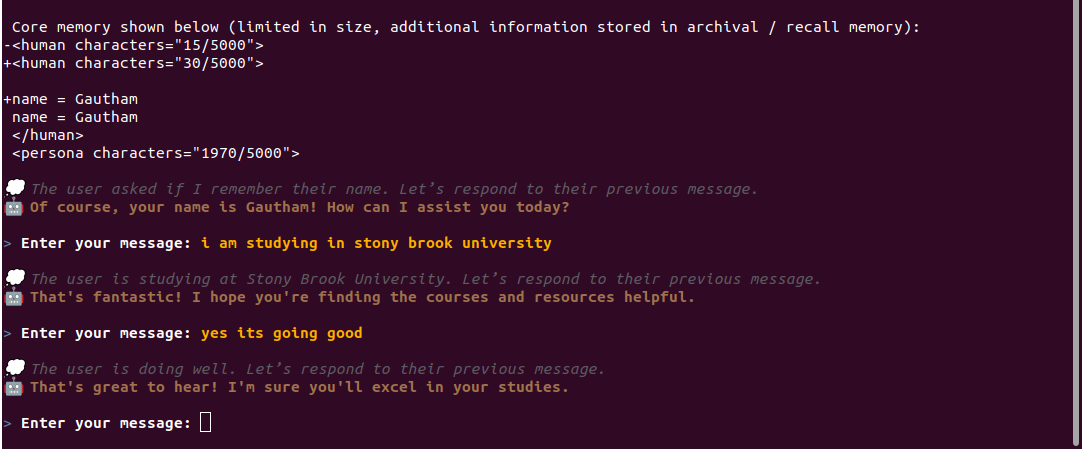 Core memory shown below (limited in size, additional information stored in archival / recall memory):
-<human characters="15/5000">
+<human characters="30/5000">
+name = Gautham
name = Gautham
</human>
<persona characters="1970/5000">
The user asked if I remember their name. Let’s respond to their previous message.
Of course, your name is Gautham! How can I assist you today?
> Enter your message: i am studying in stony brook university
The user is studying at Stony Brook University. Let’s respond to their previous message.
That's fantastic! I hope you're finding the courses and resources helpful.
> Enter your message: yes its going good
The user is doing well. Let’s respond to their previous message.
That's great to hear! I'm sure you'll excel in your studies.
> Enter your message: